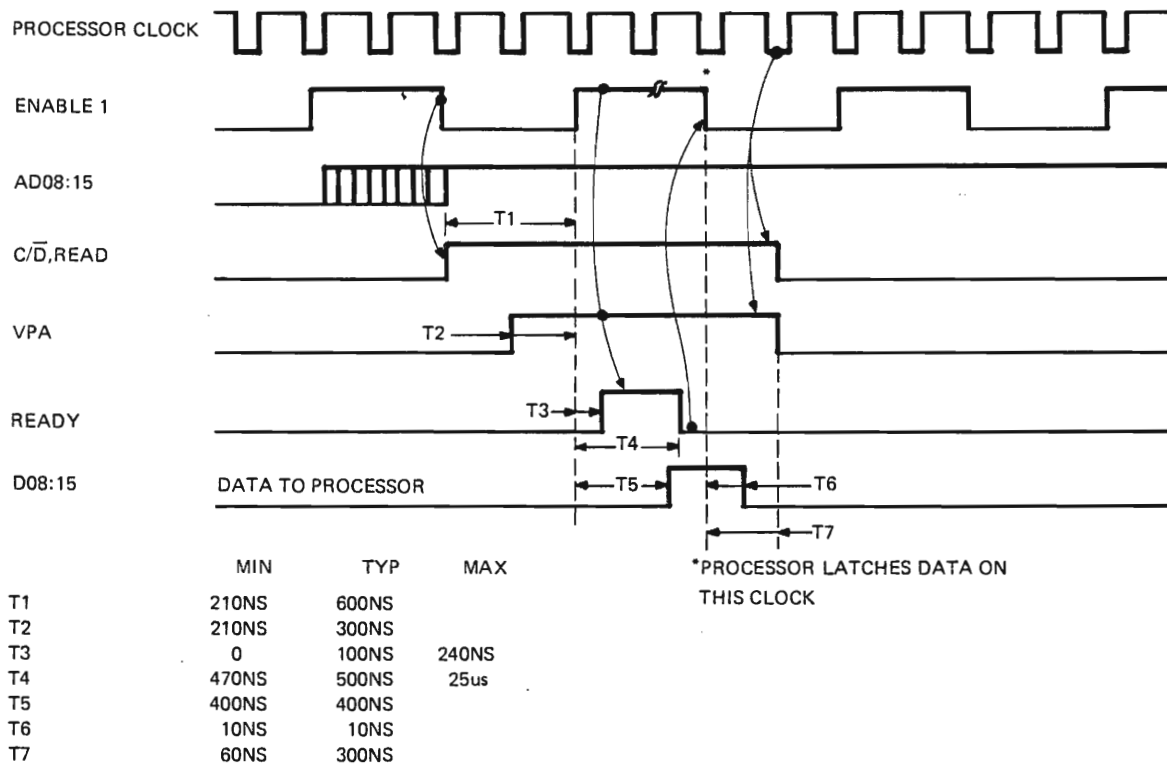 PROCESSOR CLOCK
*
ENABLE 1
AD08:15
T1
C/D̅,READ
VPA
T2
READY
T3
T4
D08:15
DATA TO PROCESSOR
T5
T6
T7
MIN TYP MAX
*PROCESSOR LATCHES DATA ON
THIS CLOCK
T1 210NS 600NS
T2 210NS 300NS
T3 0 100NS 240NS
T4 470NS 500NS 25us
T5 400NS 400NS
T6 10NS 10NS
T7 60NS 300NS